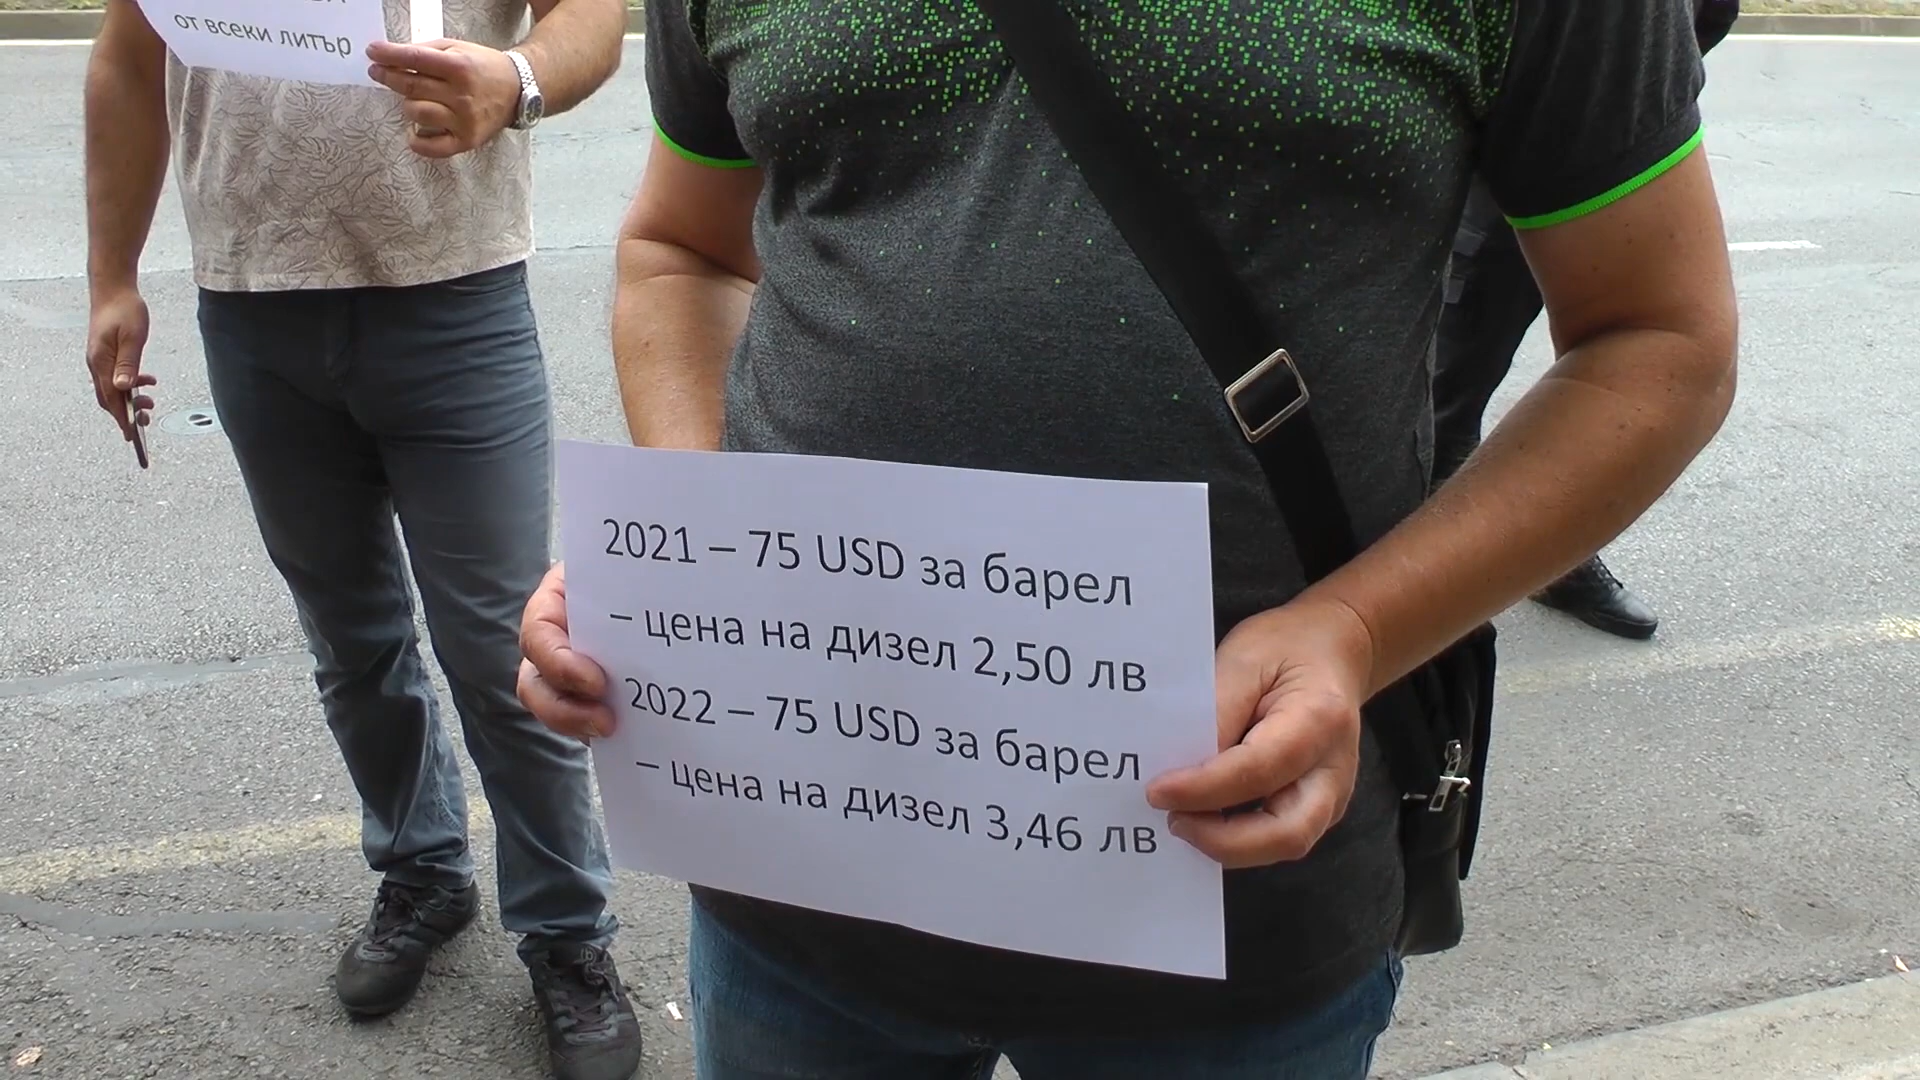 от всеки литър
2021 – 75 USD за барел
– цена на дизел 2,50 лв
2022 – 75 USD за барел
– цена на дизел 3,46 лв